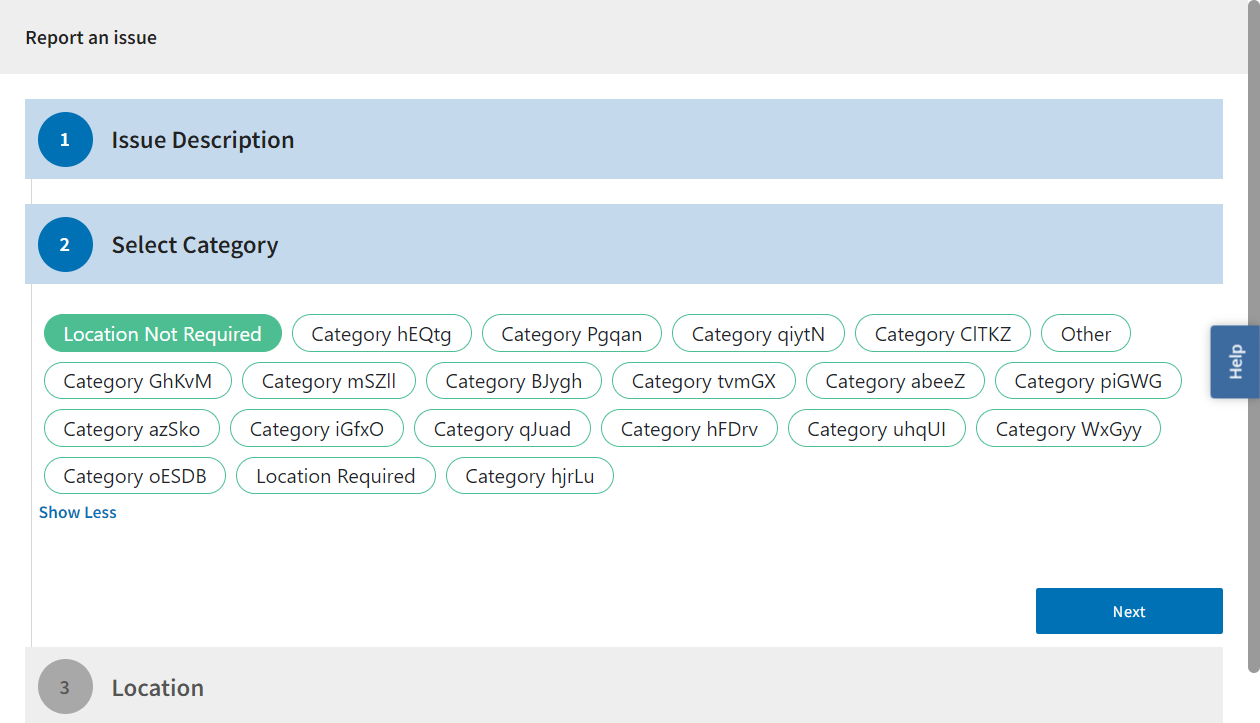 Report an issue
1 Issue Description
2 Select Category
Location Not Required Category hEQtg Category Pgqan Category qiytN Category ClTKZ Other
Category GhKvM Category mSZll Category BJygh Category tvmGX Category abeeZ Category piGWG
Category azSko Category iGfxO Category qJuad Category hFDrv Category uhqUI Category WxGyy
Category oESDB Location Required Category hjrLu
Show Less
Help
Next
3 Location